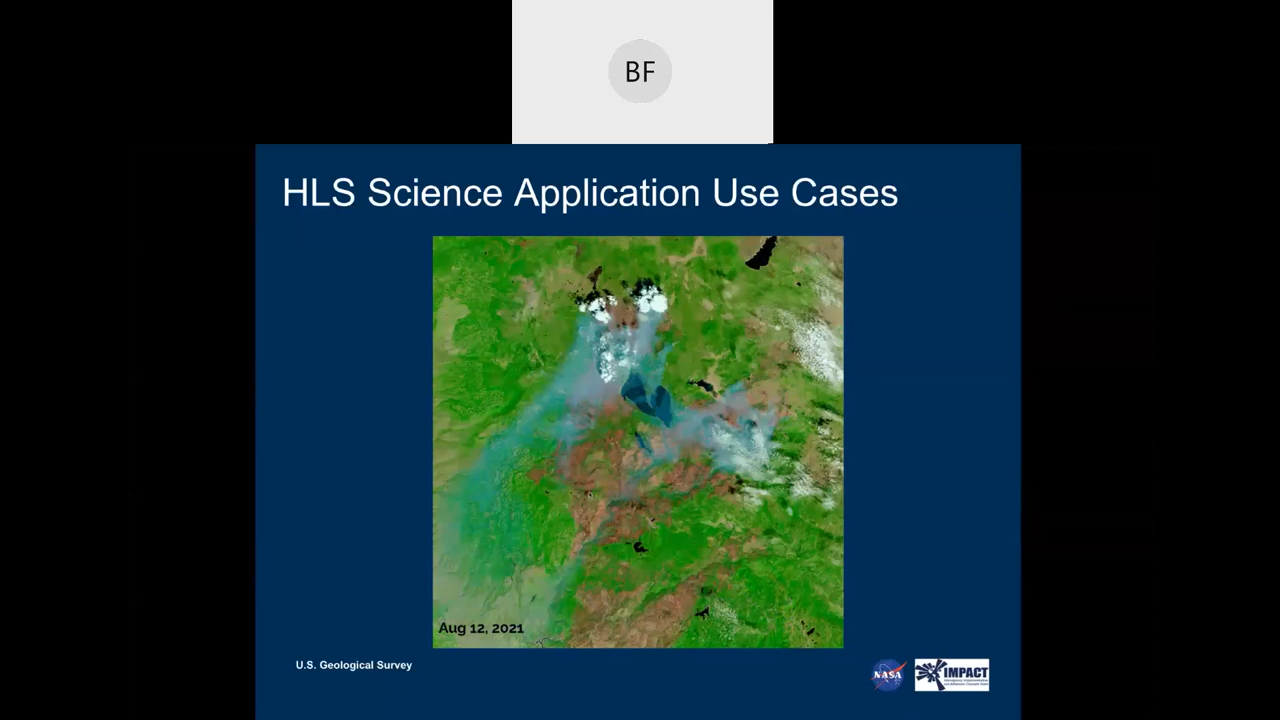 BF
HLS Science Application Use Cases
Aug 12, 2021
U.S. Geological Survey
NASA
IMPACT